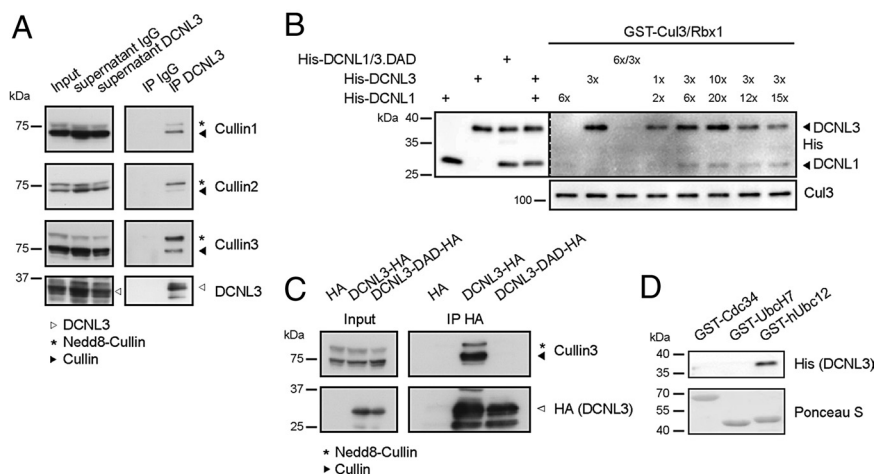 A
Input
supernatant IgG
supernatant DCNL3
IP IgG
IP DCNL3
kDa
75
*
Cullin1
75
*
Cullin2
75
*
Cullin3
37
DCNL3
▷ DCNL3
* Nedd8-Cullin
► Cullin
B
GST-Cul3/Rbx1
His-DCNL1/3.DAD + 6x/3x
His-DCNL3 + + 3x 1x 3x 10x 3x 3x
His-DCNL1 + + 6x 2x 6x 20x 12x 15x
kDa
40
35
25
◄DCNL3
His
◄DCNL1
100
Cul3
C
HA
DCNL3-HA
DCNL3-DAD-HA
HA
DCNL3-HA
DCNL3-DAD-HA
Input IP HA
kDa
75
*
Cullin3
37
25
HA (DCNL3)
* Nedd8-Cullin
► Cullin
D
GST-Cdc34
GST-UbcH7
GST-hUbc12
kDa
40
35
His (DCNL3)
70
55
40
Ponceau S